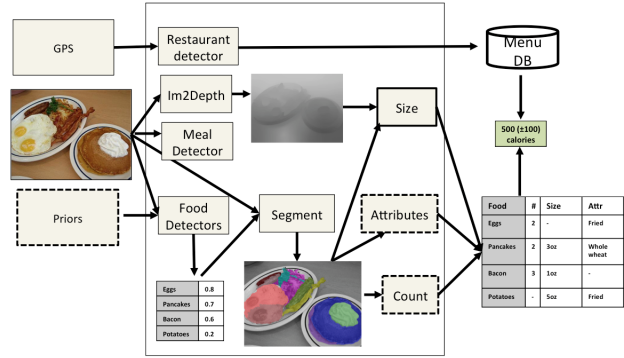 GPS
Restaurant
detector
Menu
DB
Im2Depth
Size
Meal
Detector
500 (±100)
calories
Priors
Food
Detectors
Segment
Attributes
Count
Eggs 0.8
Pancakes 0.7
Bacon 0.6
Potatoes 0.2
Food # Size Attr
Eggs 2 - Fried
Pancakes 2 3oz Whole
wheat
Bacon 3 1oz -
Potatoes - 5oz Fried